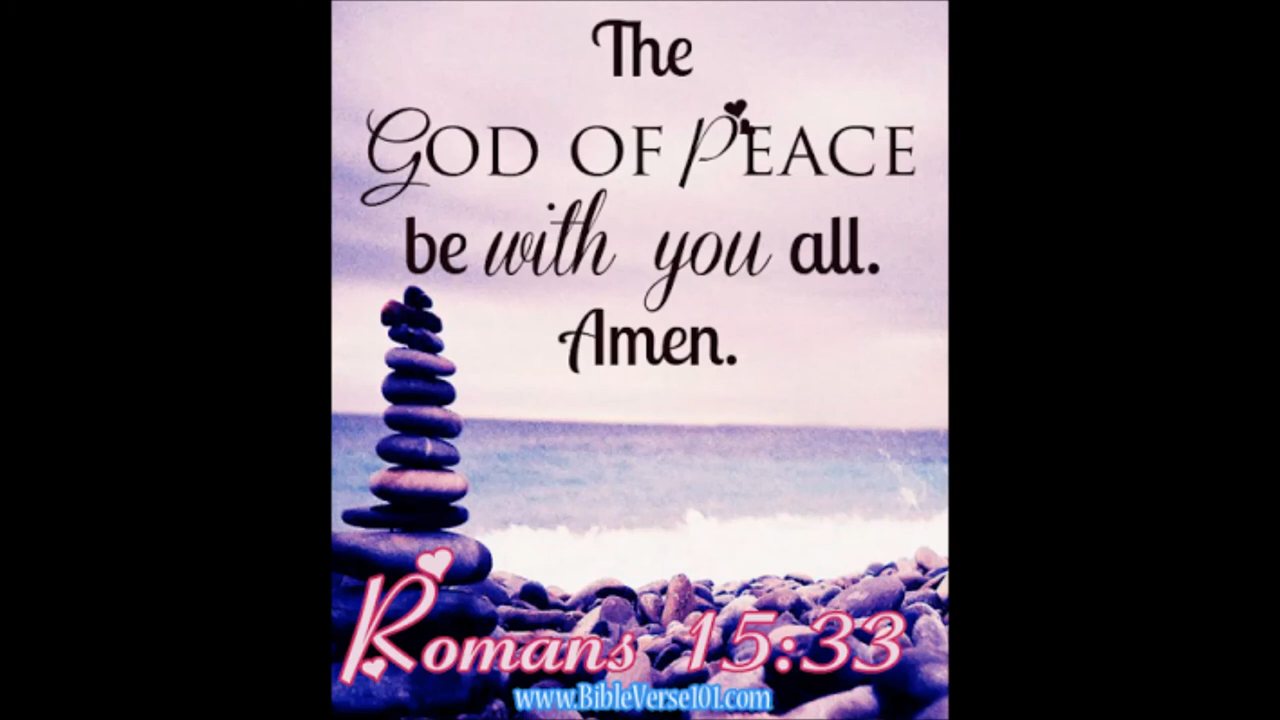 The
GOD OF PEACE
be with you all.
Amen.
Romans 15:33
www.BibleVerse101.com